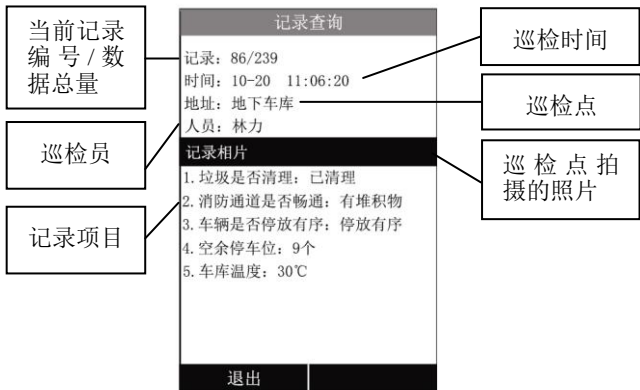 当前记录
编号/数
据总量
巡检员
记录项目
记录查询
记录: 86/239
时间: 10-20 11:06:20
地址: 地下车库
人员: 林力
记录相片
1.垃圾是否清理: 已清理
2.消防通道是否畅通: 有堆积物
3.车辆是否停放有序: 停放有序
4.空余停车位: 9个
5.车库温度: 30℃
退出
巡检时间
巡检点
巡检点拍
摄的照片